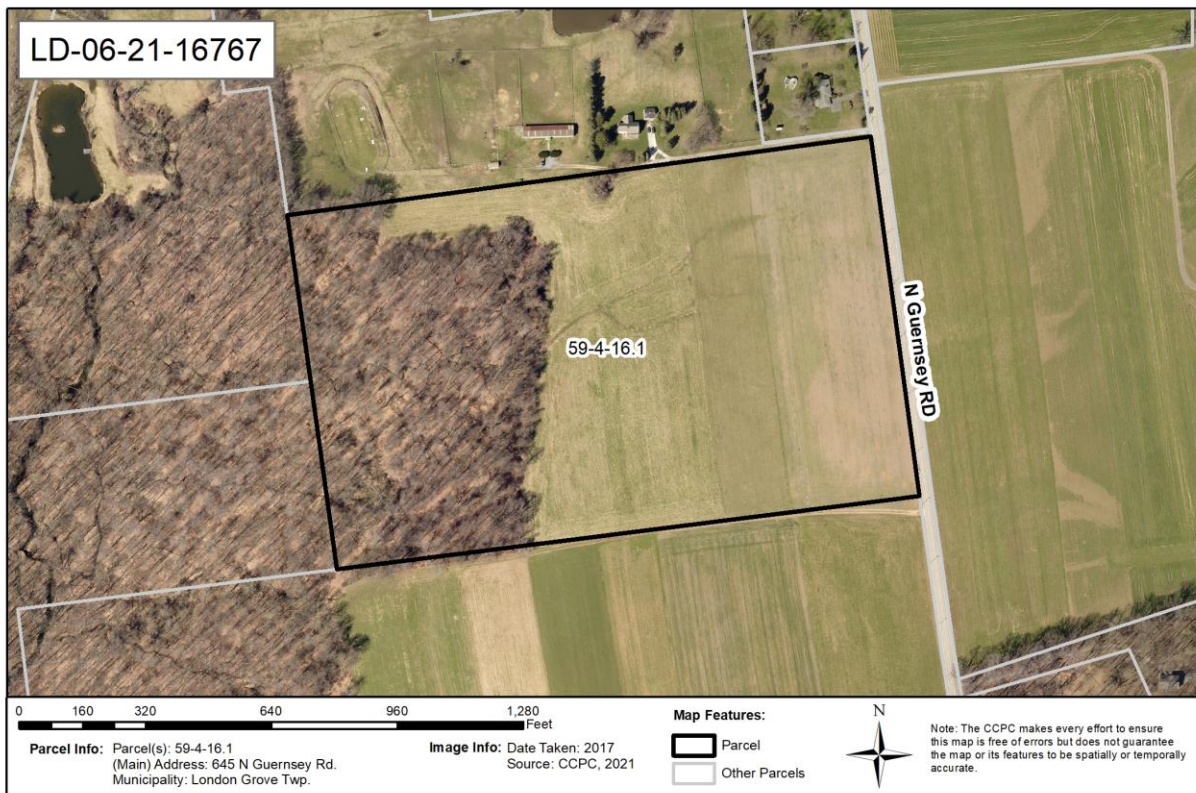 LD-06-21-16767
59-4-16.1
N Guernsey RD
0 160 320 640 960 1,280
Feet
Parcel Info: Parcel(s): 59-4-16.1
(Main) Address: 645 N Guernsey Rd.
Municipality: London Grove Twp.
Image Info: Date Taken: 2017
Source: CCPC, 2021
Map Features:
Parcel
Other Parcels
N
Note: The CCPC makes every effort to ensure
this map is free of errors but does not guarantee
the map or its features to be spatially or temporally
accurate.